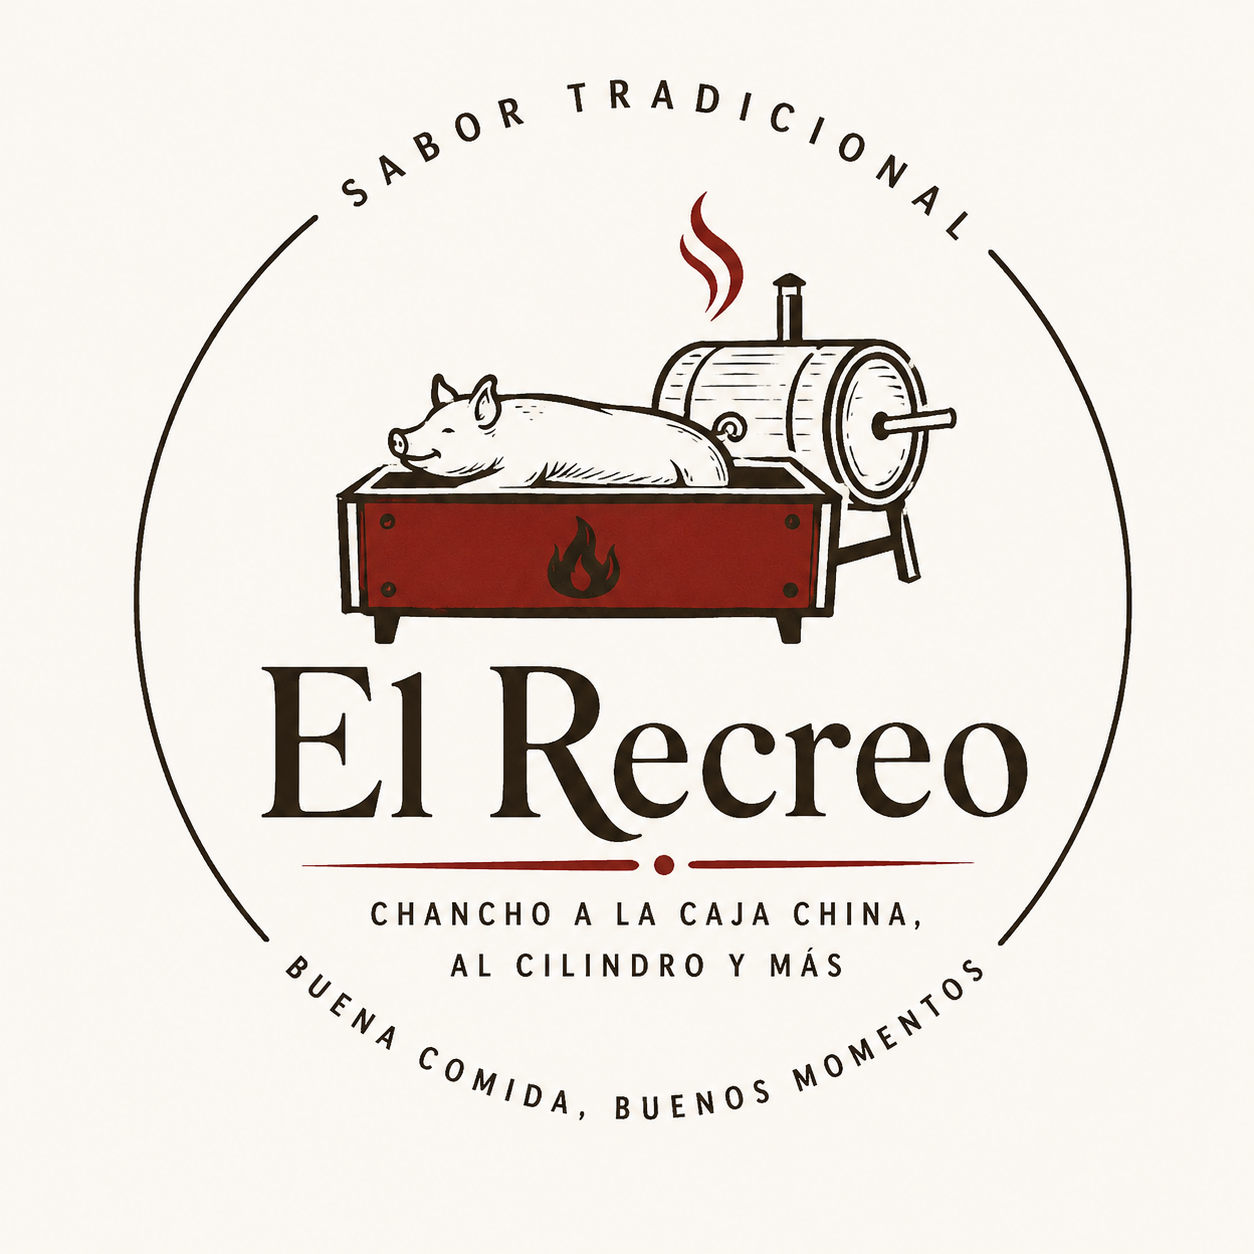 SABOR TRADICIONAL
El Recreo
CHANCHO A LA CAJA CHINA,
AL CILINDRO Y MÁS
BUENA COMIDA, BUENOS MOMENTOS